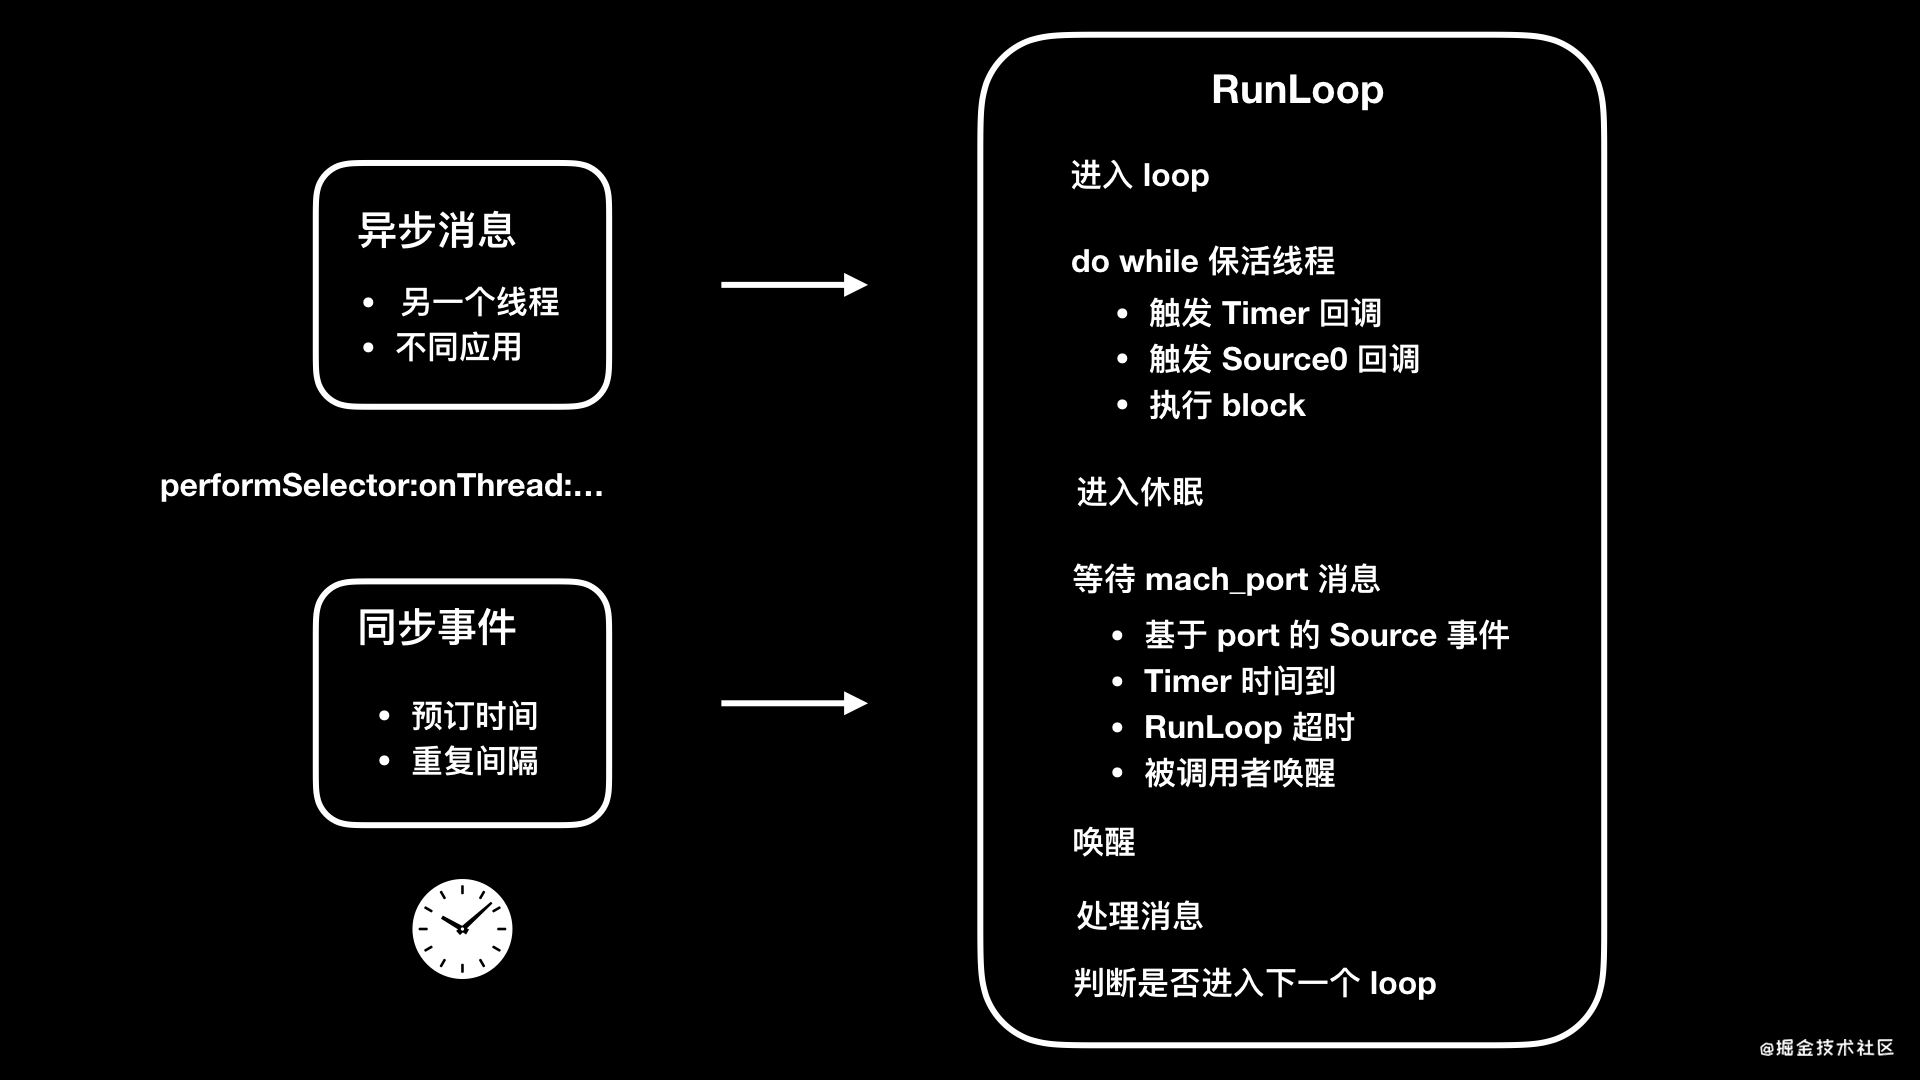 异步消息
• 另一个线程
• 不同应用
performSelector:onThread:...
同步事件
• 预订时间
• 重复间隔
RunLoop
进入 loop
do while 保活线程
• 触发 Timer 回调
• 触发 Source0 回调
• 执行 block
进入休眠
等待 mach_port 消息
• 基于 port 的 Source 事件
• Timer 时间到
• RunLoop 超时
• 被调用者唤醒
唤醒
处理消息
判断是否进入下一个 loop
@掘金技术社区